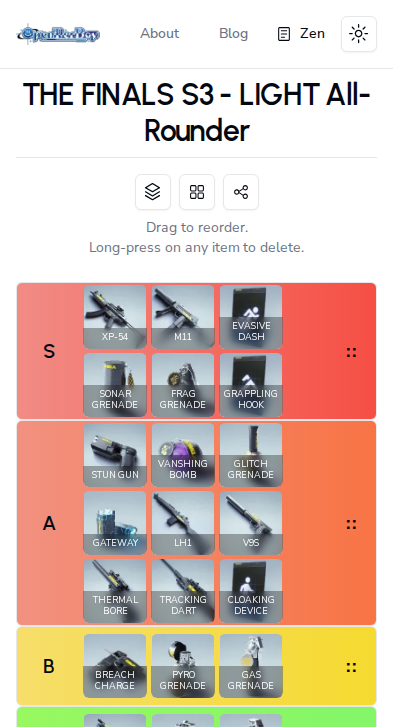 OpenTierBoy
About
Blog
Zen
THE FINALS S3 - LIGHT All-
Rounder
Drag to reorder.
Long-press on any item to delete.
S
XP-54
M11
EVASIVE
DASH
SONAR
GRENADE
FRAG
GRENADE
GRAPPLING
HOOK
::
A
STUN GUN
VANSHING
BOMB
GLITCH
GRENADE
GATEWAY
LH1
V9S
THERMAL
BORE
TRACKING
DART
CLOAKING
DEVICE
::
B
BREACH
CHARGE
PYRO
GRENADE
GAS
GRENADE
::